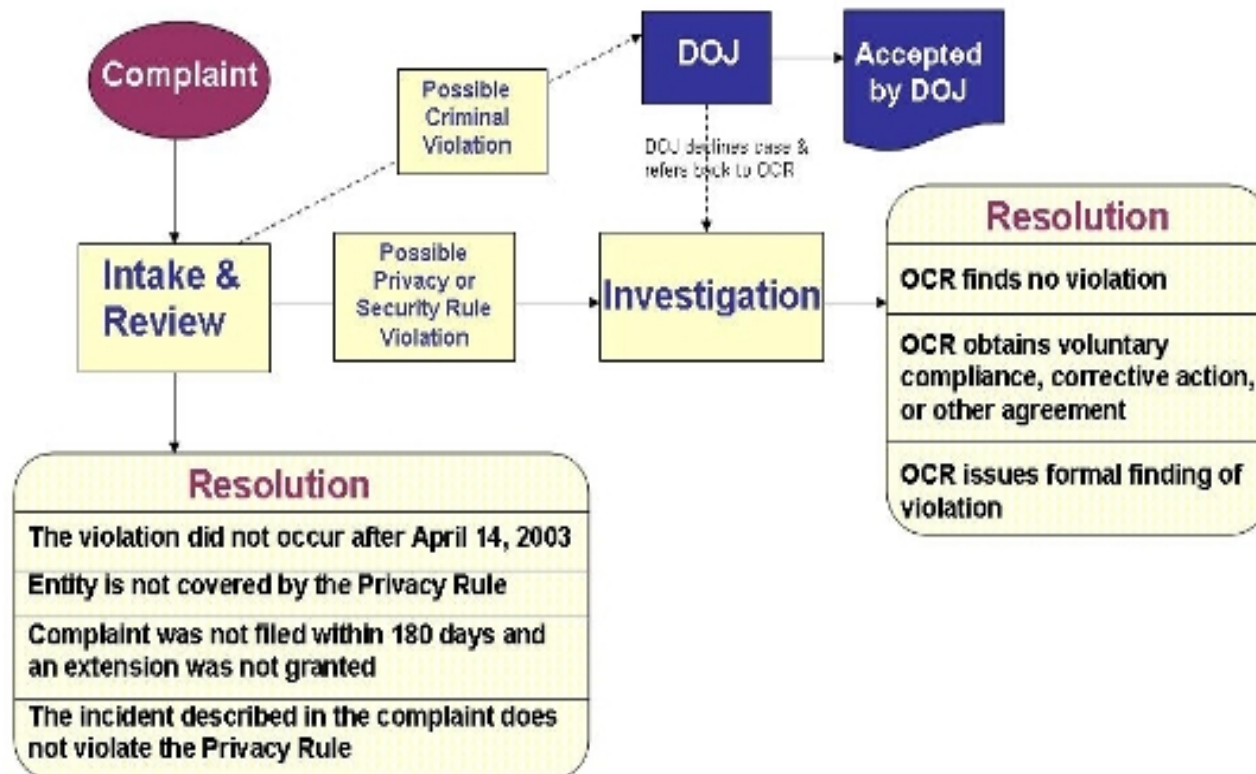 Complaint
Possible
Criminal
Violation
DOJ
Accepted
by DOJ
DOJ declines case &
refers back to OCR
Intake &
Review
Possible
Privacy or
Security Rule
Violation
Investigation
Resolution
OCR finds no violation
OCR obtains voluntary
compliance, corrective action,
or other agreement
OCR issues formal finding of
violation
Resolution
The violation did not occur after April 14, 2003
Entity is not covered by the Privacy Rule
Complaint was not filed within 180 days and
an extension was not granted
The incident described in the complaint does
not violate the Privacy Rule